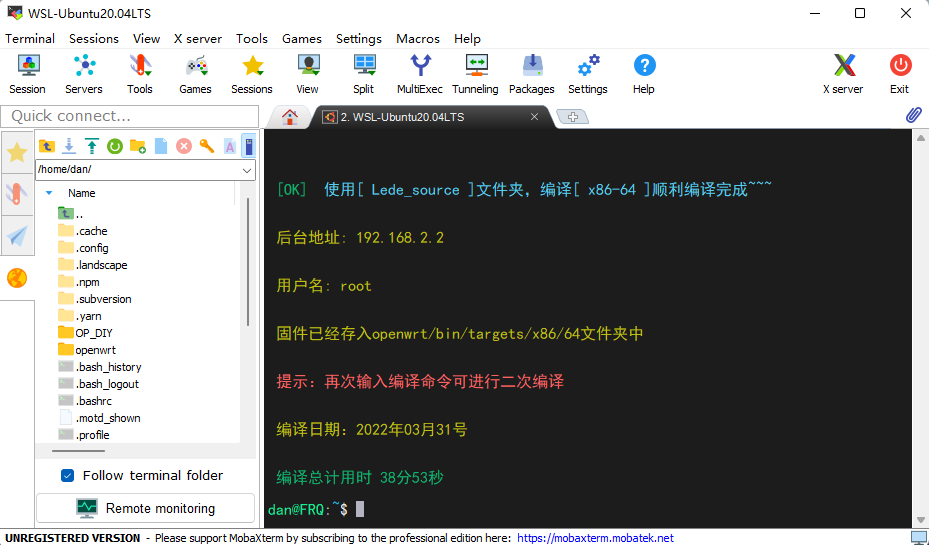 WSL-Ubuntu20.04LTS
Terminal Sessions View X server Tools Games Settings Macros Help
Session Servers Tools Games Sessions View Split MultiExec Tunneling Packages Settings Help X server Exit
Quick connect...
2. WSL-Ubuntu20.04LTS
/home/dan/
Name
..
.cache
.config
.landscape
.npm
.subversion
.yarn
OP_DIY
openwrt
.bash_history
.bash_logout
.bashrc
.motd_shown
.profile
Follow terminal folder
Remote monitoring
[OK] 使用[ Lede_source ]文件夹，编译[ x86-64 ]顺利编译完成~~~
后台地址: 192.168.2.2
用户名: root
固件已经存入openwrt/bin/targets/x86/64文件夹中
提示：再次输入编译命令可进行二次编译
编译日期：2022年03月31号
编译总计用时 38分53秒
dan@FRQ:~$
UNREGISTERED VERSION - Please support MobaXterm by subscribing to the professional edition here: https://mobaxterm.mobatek.net